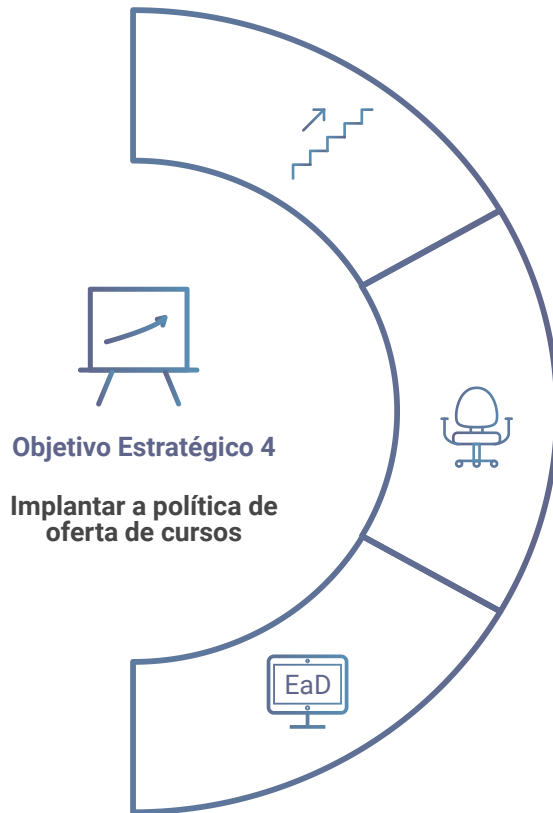 Objetivo Estratégico 4
Implantar a política de
oferta de cursos
EaD